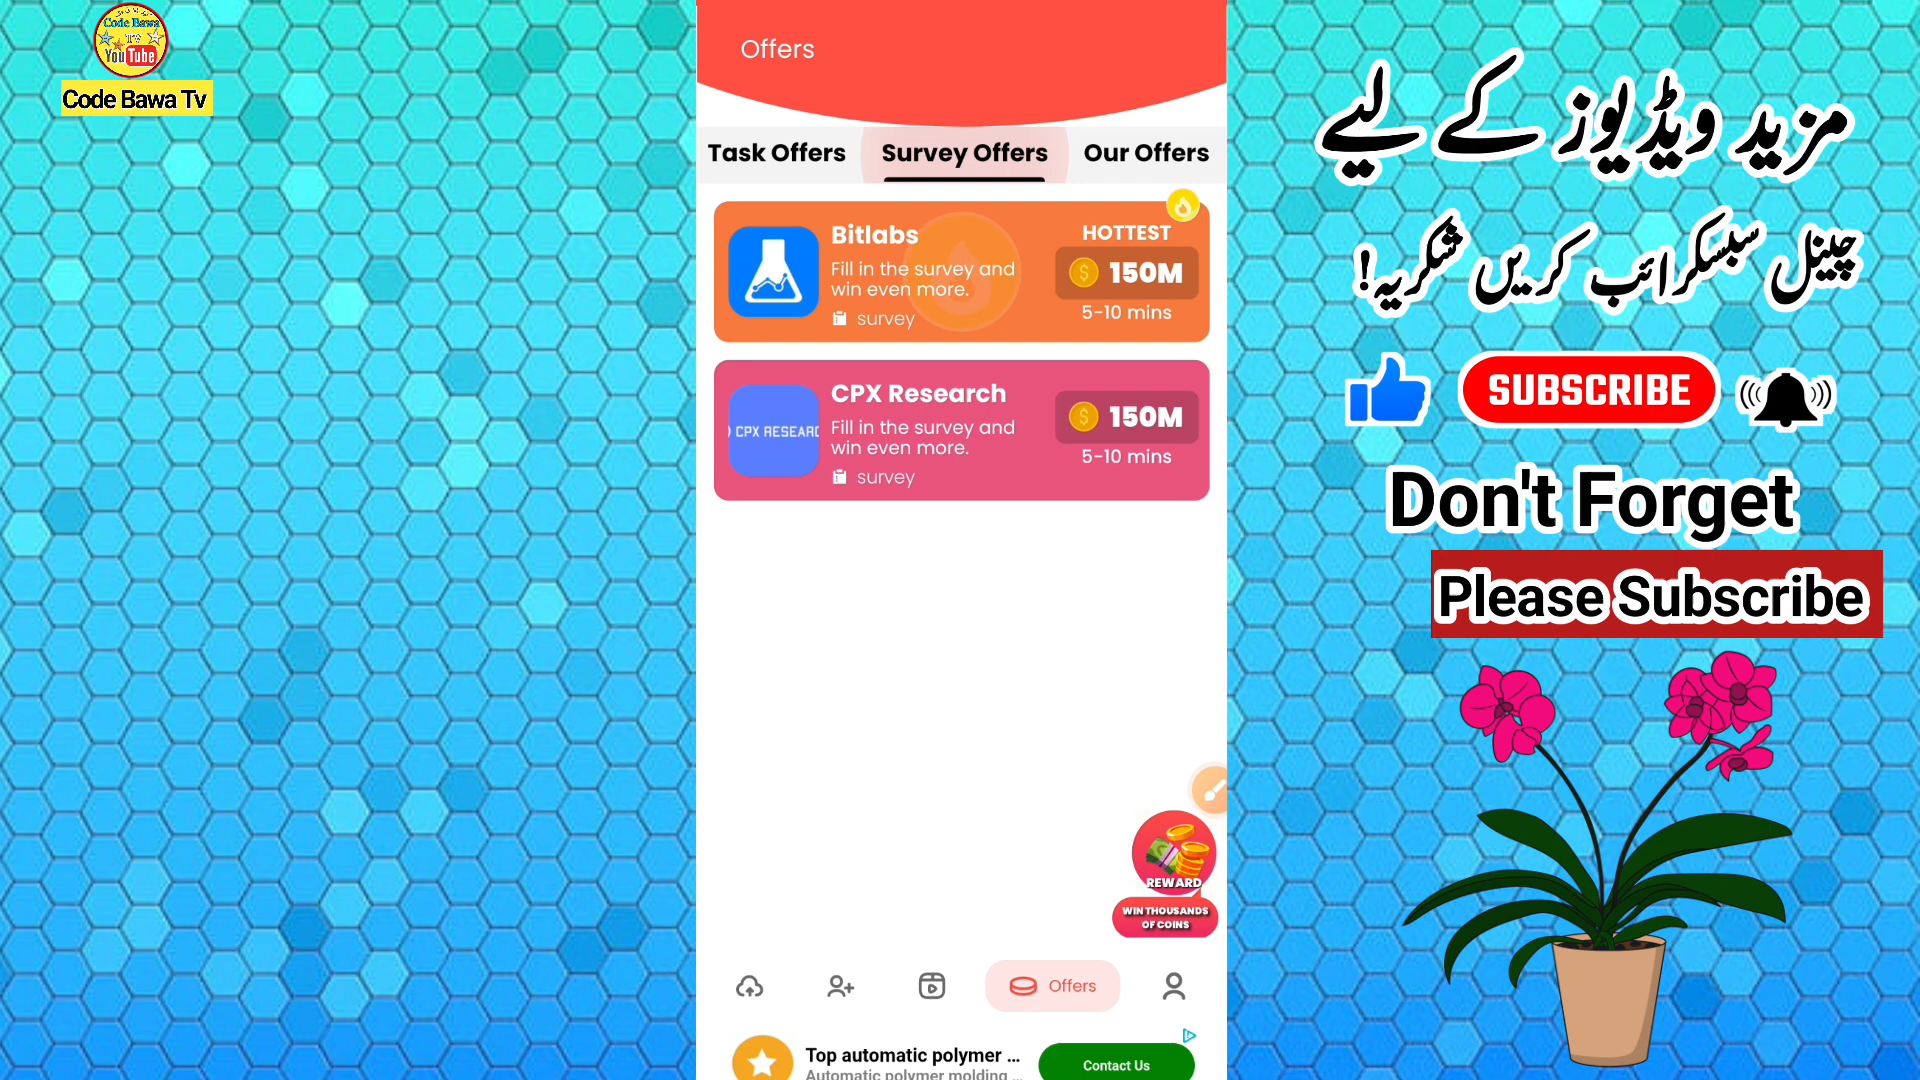 Code Bawa
TV
YouTube
Code Bawa Tv
Offers
Task Offers
Survey Offers
Our Offers
Bitlabs
Fill in the survey and
win even more.
survey
HOTTEST
150M
5-10 mins
CPX RESEARC
CPX Research
Fill in the survey and
win even more.
survey
150M
5-10 mins
REWARD
WIN THOUSANDS
OF COINS
Offers
Top automatic polymer ...
Automatic polymer molding ...
Contact Us
مزید ویڈیوز کے لیے
چینل سبسکرائب کریں شکریہ!
SUBSCRIBE
Don't Forget
Please Subscribe